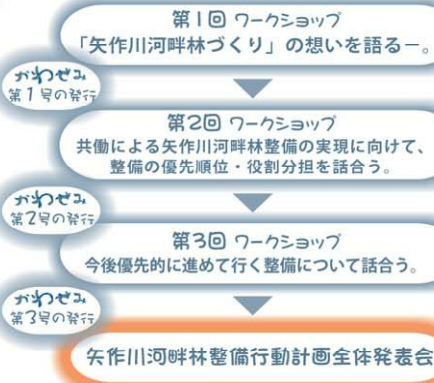 第1回 ワークショップ
「矢作川河畔林づくり」の想いを語るー。
かわせみ
第1号の発行
第2回 ワークショップ
共働による矢作川河畔林整備の実現に向けて、
整備の優先順位・役割分担を話合う。
かわせみ
第2号の発行
第3回 ワークショップ
今後優先的に進めて行く整備について話合う。
かわせみ
第3号の発行
矢作川河畔林整備行動計画全体発表会